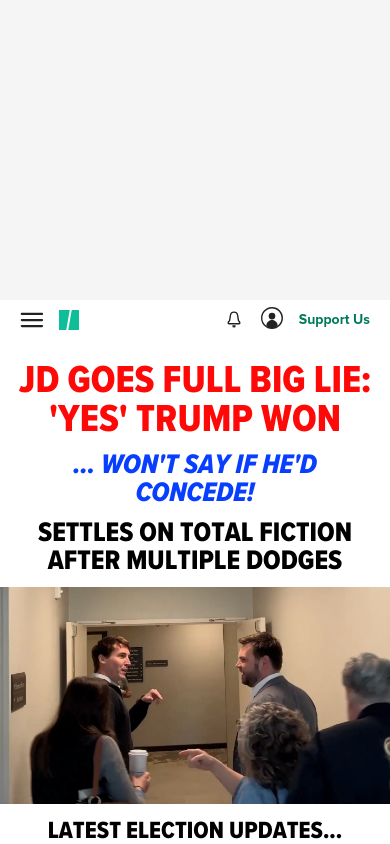 Support Us
JD GOES FULL BIG LIE:
'YES' TRUMP WON
... WON'T SAY IF HE'D
CONCEDE!
SETTLES ON TOTAL FICTION
AFTER MULTIPLE DODGES
LATEST ELECTION UPDATES...